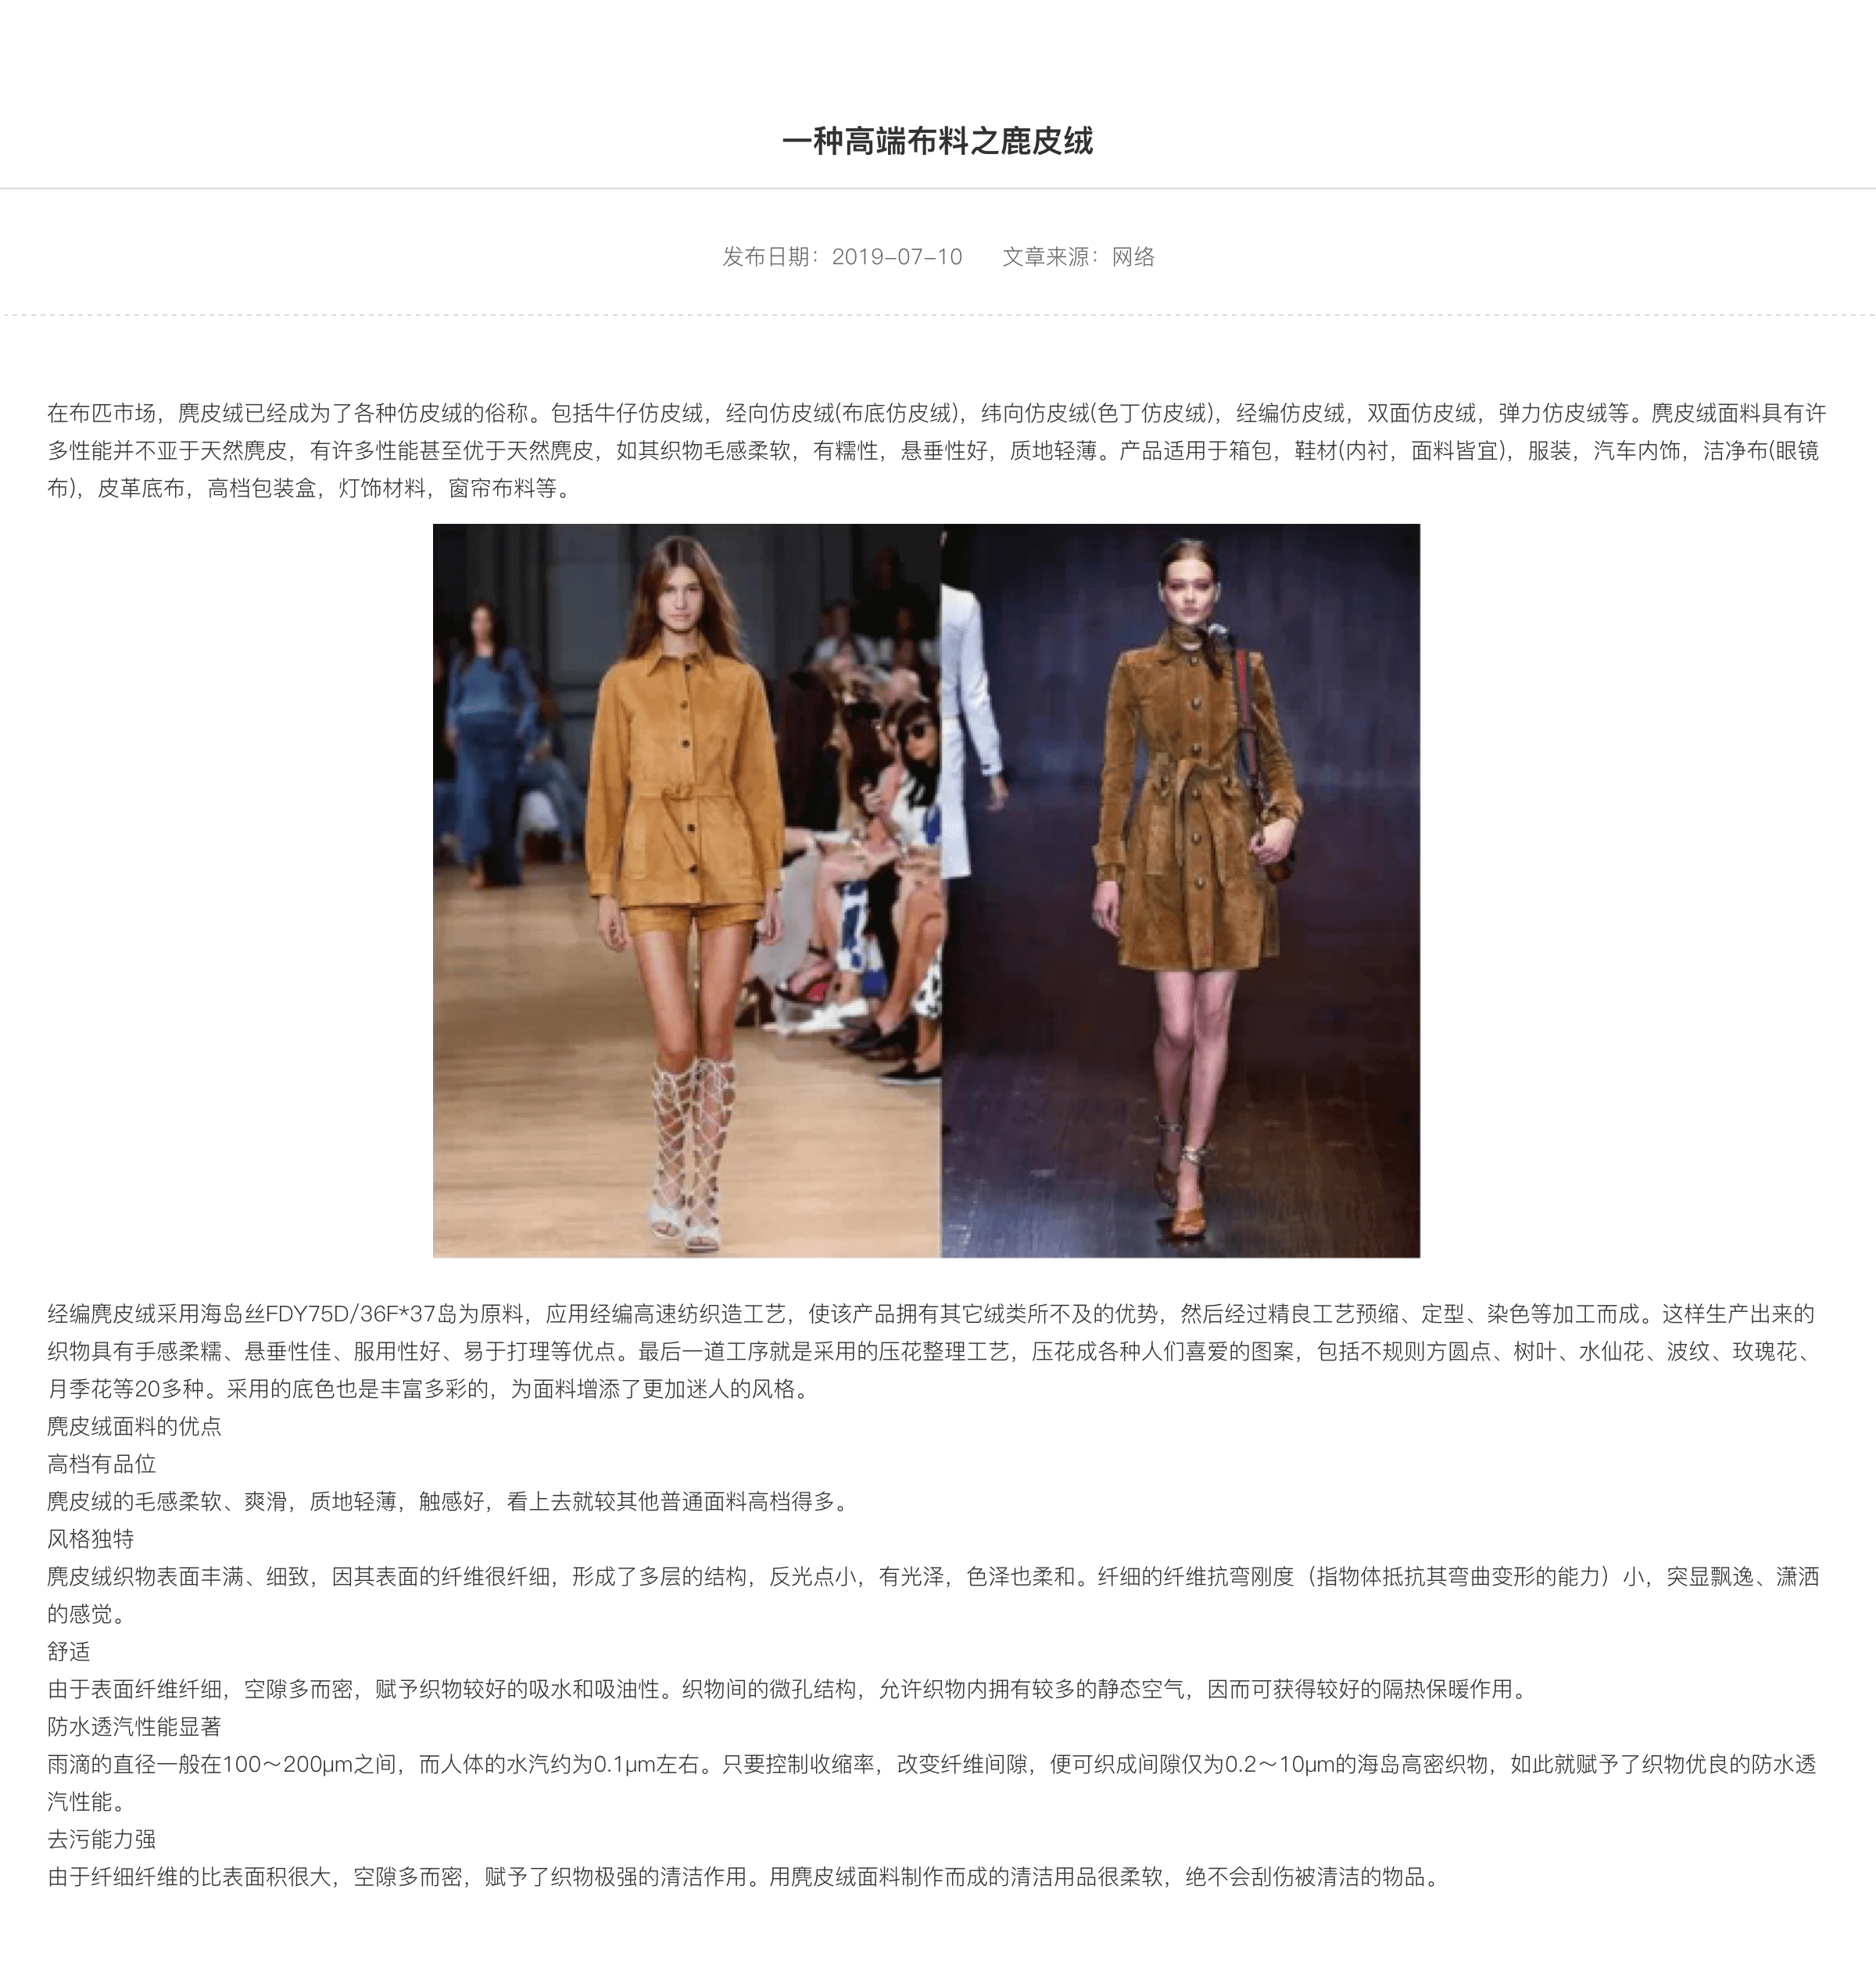 一种高端布料之鹿皮绒
发布日期：2019-07-10 文章来源：网络
在布匹市场，麂皮绒已经成为了各种仿皮绒的俗称。包括牛仔仿皮绒，经向仿皮绒(布底仿皮绒)，纬向仿皮绒(色丁仿皮绒)，经编仿皮绒，双面仿皮绒，弹力仿皮绒等。麂皮绒面料具有许
多性能并不亚于天然麂皮，有许多性能甚至优于天然麂皮，如其织物毛感柔软，有糯性，悬垂性好，质地轻薄。产品适用于箱包，鞋材(内衬，面料皆宜)，服装，汽车内饰，洁净布(眼镜
布)，皮革底布，高档包装盒，灯饰材料，窗帘布料等。
经编麂皮绒采用海岛丝FDY75D/36F*37岛为原料，应用经编高速纺织造工艺，使该产品拥有其它绒类所不及的优势，然后经过精良工艺预缩、定型、染色等加工而成。这样生产出来的
织物具有手感柔糯、悬垂性佳、服用性好、易于打理等优点。最后一道工序就是采用的压花整理工艺，压花成各种人们喜爱的图案，包括不规则方圆点、树叶、水仙花、波纹、玫瑰花、
月季花等20多种。采用的底色也是丰富多彩的，为面料增添了更加迷人的风格。
麂皮绒面料的优点
高档有品位
麂皮绒的毛感柔软、爽滑，质地轻薄，触感好，看上去就较其他普通面料高档得多。
风格独特
麂皮绒织物表面丰满、细致，因其表面的纤维很纤细，形成了多层的结构，反光点小，有光泽，色泽也柔和。纤细的纤维抗弯刚度（指物体抵抗其弯曲变形的能力）小，突显飘逸、潇洒
的感觉。
舒适
由于表面纤维纤细，空隙多而密，赋予织物较好的吸水和吸油性。织物间的微孔结构，允许织物内拥有较多的静态空气，因而可获得较好的隔热保暖作用。
防水透汽性能显著
雨滴的直径一般在100～200μm之间，而人体的水汽约为0.1μm左右。只要控制收缩率，改变纤维间隙，便可织成间隙仅为0.2～10μm的海岛高密织物，如此就赋予了织物优良的防水透
汽性能。
去污能力强
由于纤细纤维的比表面积很大，空隙多而密，赋予了织物极强的清洁作用。用麂皮绒面料制作而成的清洁用品很柔软，绝不会刮伤被清洁的物品。